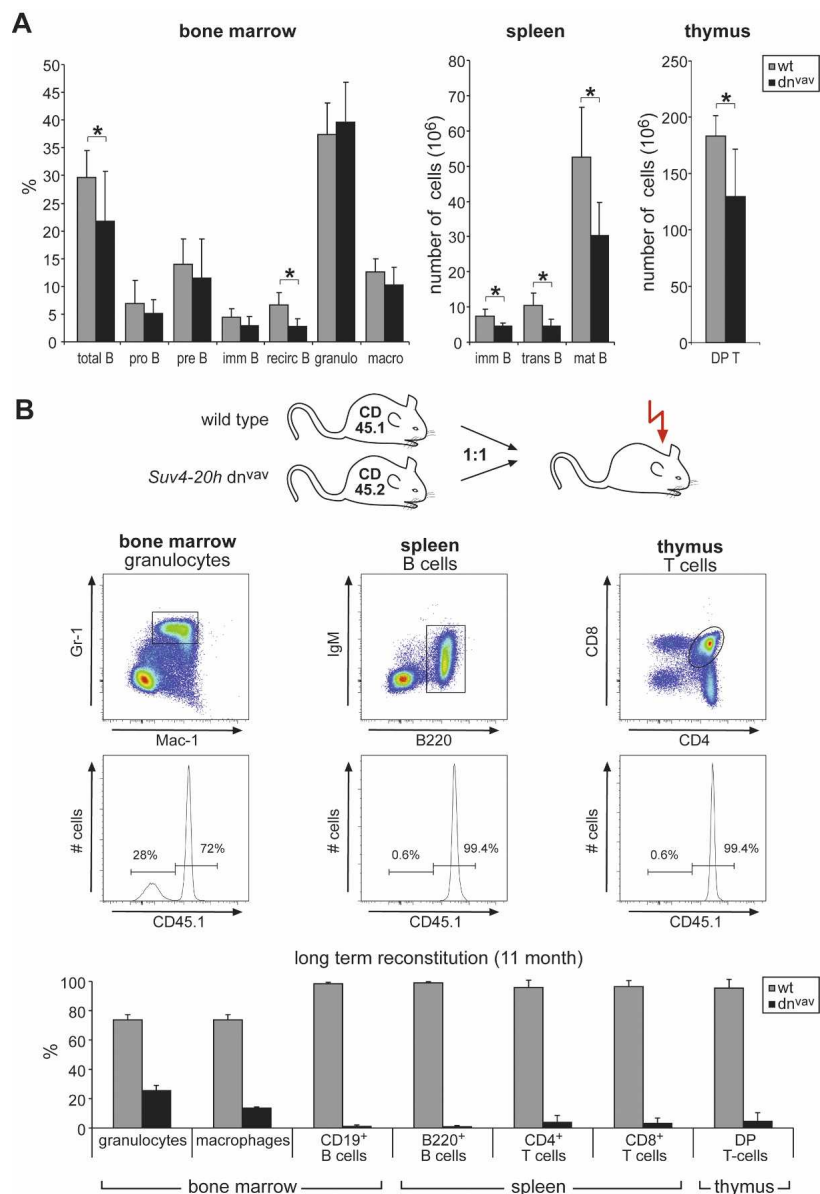 A
bone marrow
spleen
thymus
wt
dnvav
50
45
40
35
30
25
20
15
10
5
0
%
*
*
total B
pro B
pre B
imm B
recirc B
granulo
macro
80
70
60
50
40
30
20
10
0
number of cells (10⁶)
*
*
*
imm B
trans B
mat B
250
200
150
100
50
0
number of cells (10⁶)
*
DP T
B
wild type
CD
45.1
Suv4-20h dnvav
CD
45.2
1:1
bone marrow
granulocytes
spleen
B cells
thymus
T cells
Gr-1
Mac-1
IgM
B220
CD8
CD4
# cells
28%
72%
CD45.1
# cells
0.6%
99.4%
CD45.1
# cells
0.6%
99.4%
CD45.1
long term reconstitution (11 month)
wt
dnvav
100
80
60
40
20
0
%
granulocytes
macrophages
CD19+
B cells
B220+
B cells
CD4+
T cells
CD8+
T cells
DP
T-cells
bone marrow
spleen
thymus